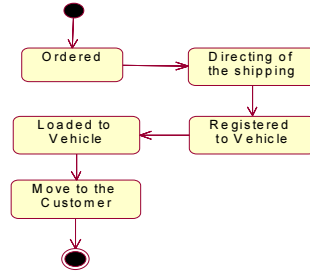 Ordered
Directing of
the shipping
Registered
to Vehicle
Loaded to
Vehicle
Move to the
Customer